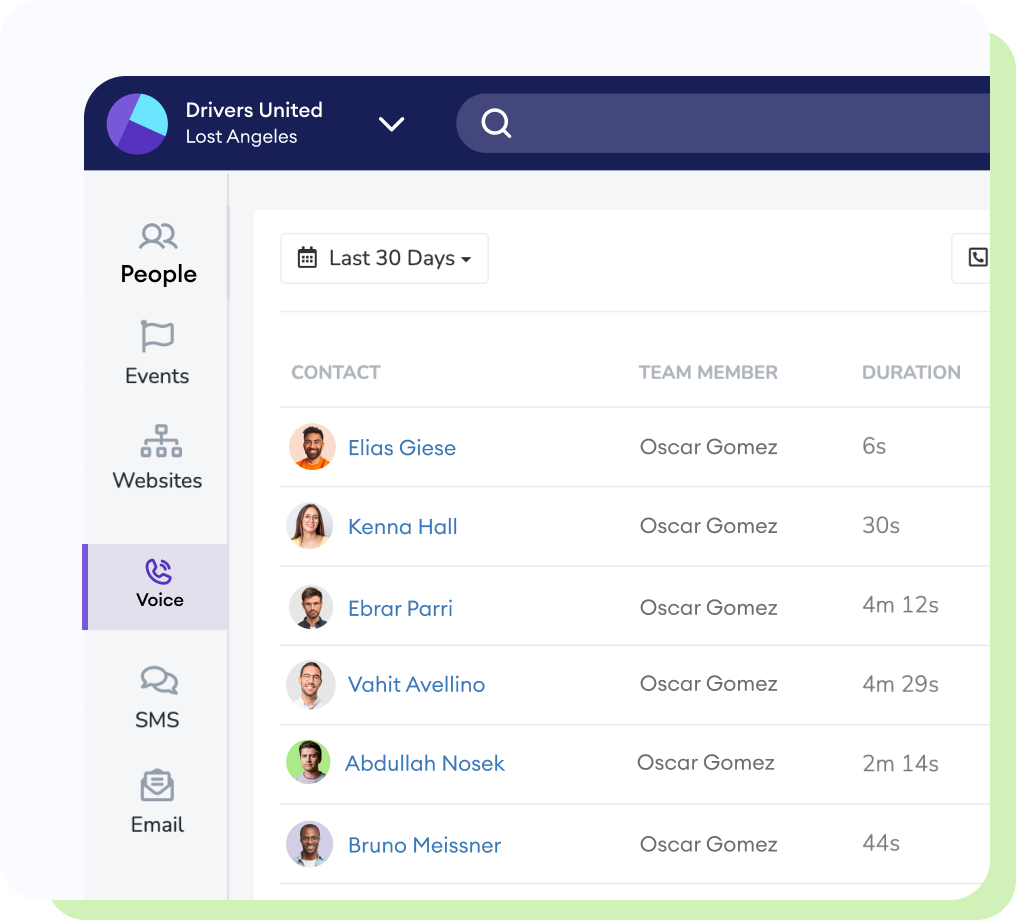 Drivers United
Lost Angeles
People
Events
Websites
Voice
SMS
Email
Last 30 Days
CONTACT TEAM MEMBER DURATION
Elias Giese Oscar Gomez 6s
Kenna Hall Oscar Gomez 30s
Ebrar Parri Oscar Gomez 4m 12s
Vahit Avellino Oscar Gomez 4m 29s
Abdullah Nosek Oscar Gomez 2m 14s
Bruno Meissner Oscar Gomez 44s